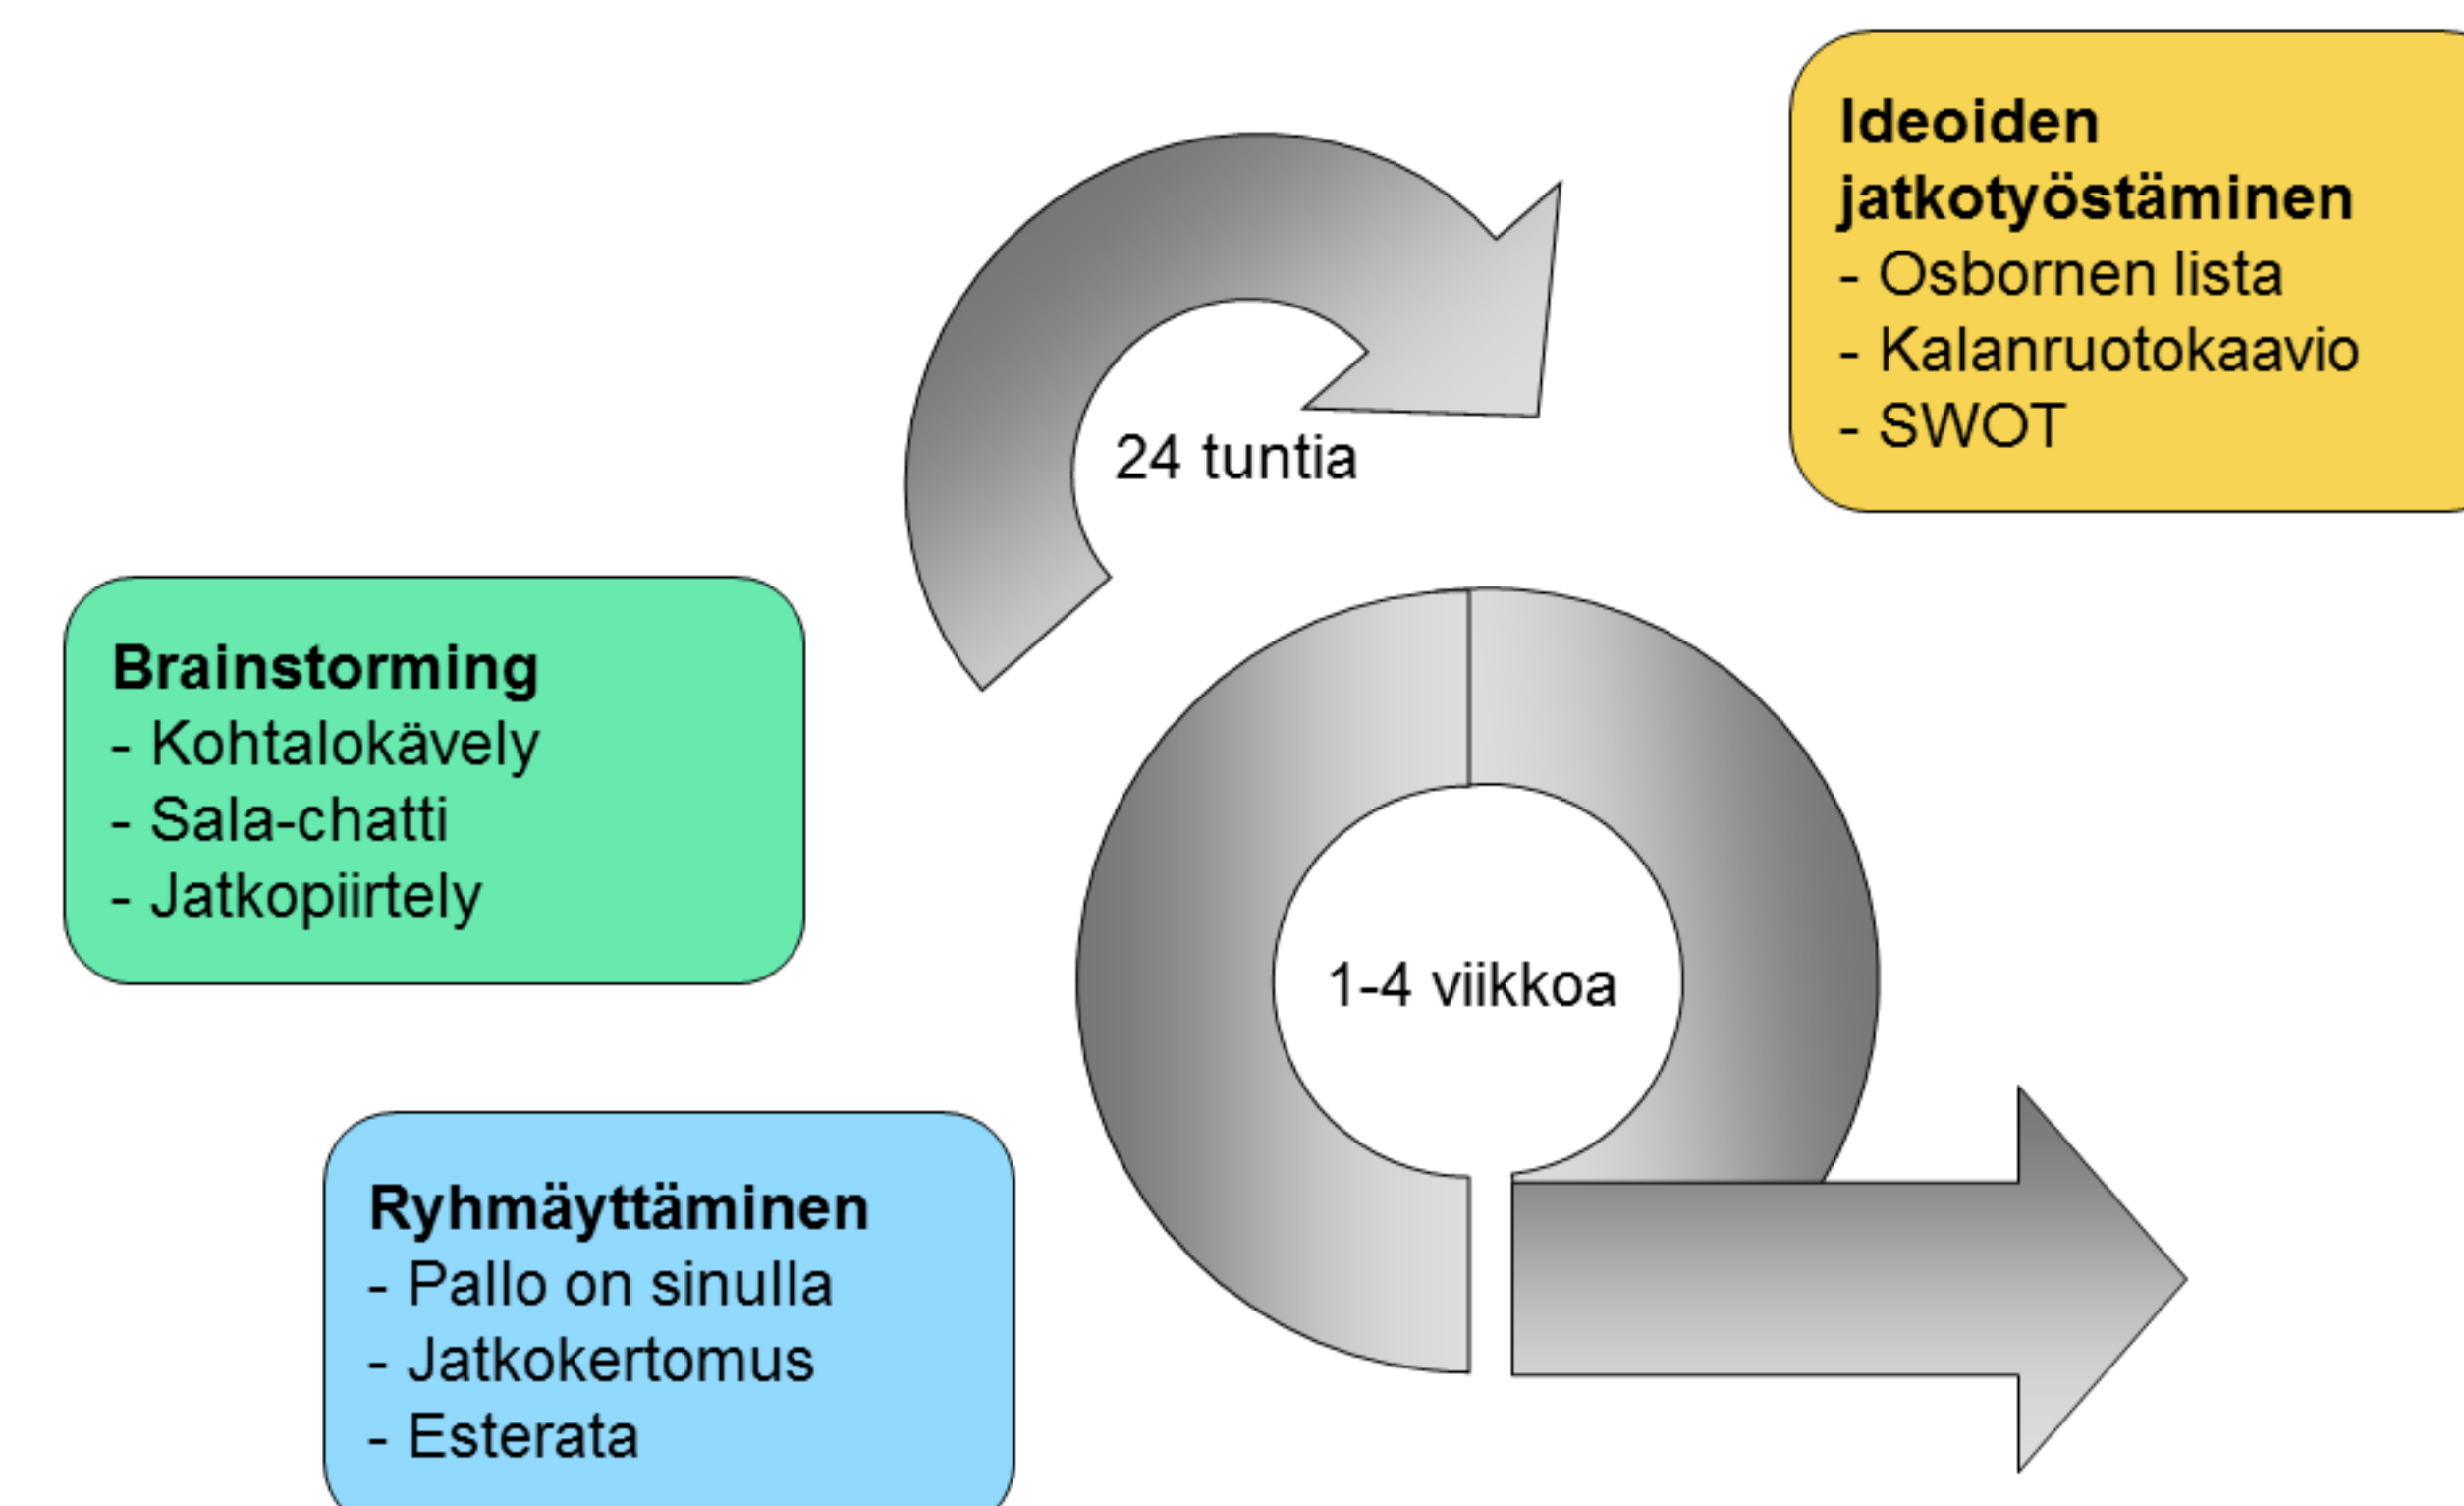 Ideoiden
jatkotyöstäminen
- Osbornen lista
- Kalanruotokaavio
- SWOT
24 tuntia
Brainstorming
- Kohtalokävely
- Sala-chatti
- Jatkopiirtely
1-4 viikkoa
Ryhmäyttäminen
- Pallo on sinulla
- Jatkokertomus
- Esterata